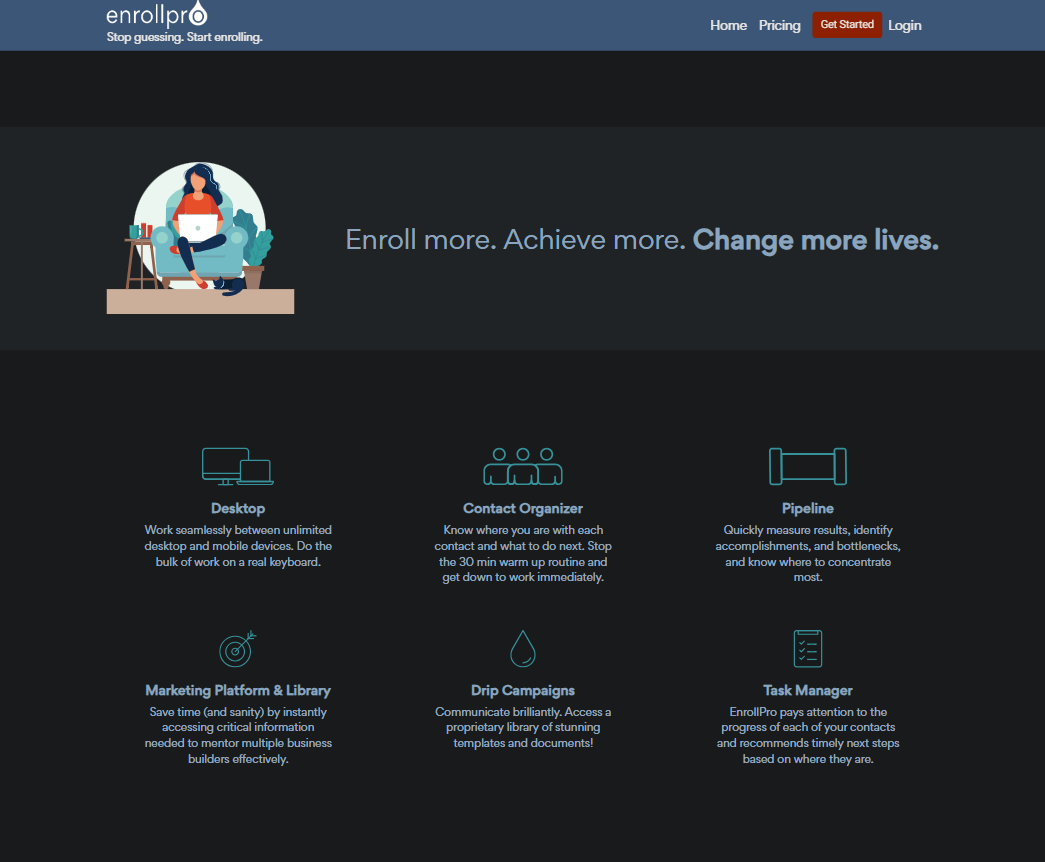 enrollpro
Stop guessing. Start enrolling.
Home Pricing Get Started Login
Enroll more. Achieve more. Change more lives.
Desktop
Work seamlessly between unlimited
desktop and mobile devices. Do the
bulk of work on a real keyboard.
Contact Organizer
Know where you are with each
contact and what to do next. Stop
the 30 min warm up routine and
get down to work immediately.
Pipeline
Quickly measure results, identify
accomplishments, and bottlenecks,
and know where to concentrate
most.
Marketing Platform & Library
Save time (and sanity) by instantly
accessing critical information
needed to mentor multiple business
builders effectively.
Drip Campaigns
Communicate brilliantly. Access a
proprietary library of stunning
templates and documents!
Task Manager
EnrollPro pays attention to the
progress of each of your contacts
and recommends timely next steps
based on where they are.